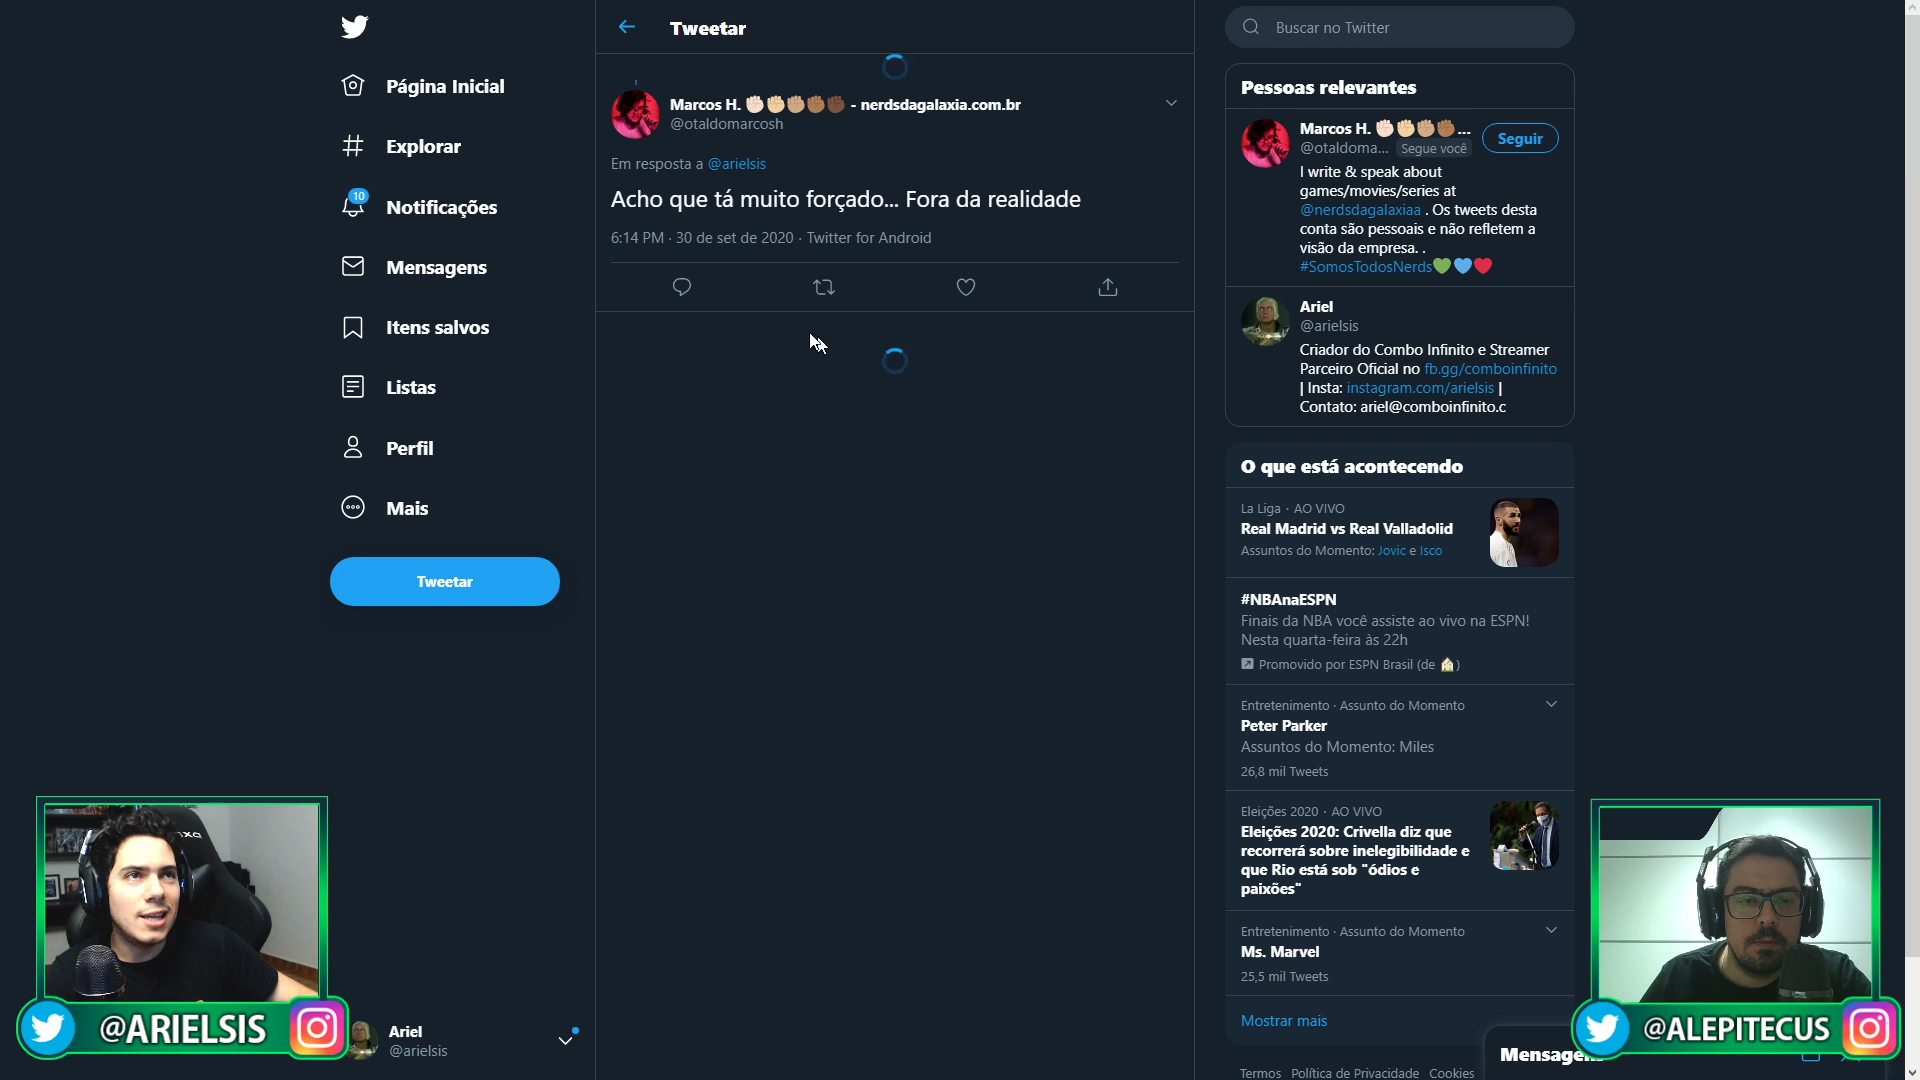 Página Inicial
Explorar
10
Notificações
Mensagens
Itens salvos
Listas
Perfil
Mais
Tweetar
Tweetar
Marcos H. ✊🏻✊🏼✊🏽✊🏾✊🏿 - nerdsdagalaxia.com.br
@otaldomarcosh
Em resposta a @arielsis
Acho que tá muito forçado... Fora da realidade
6:14 PM · 30 de set de 2020 · Twitter for Android
Buscar no Twitter
Pessoas relevantes
Marcos H. ✊🏻✊🏼✊🏽✊🏾...
@otaldoma... Segue você
Seguir
I write & speak about
games/movies/series at
@nerdsdagalaxiaa . Os tweets desta
conta são pessoais e não refletem a
visão da empresa. .
#SomosTodosNerds💚💙❤️
Ariel
@arielsis
Criador do Combo Infinito e Streamer
Parceiro Oficial no fb.gg/comboinfinito
| Insta: instagram.com/arielsis |
Contato: ariel@comboinfinito.c
O que está acontecendo
La Liga · AO VIVO
Real Madrid vs Real Valladolid
Assuntos do Momento: Jovic e Isco
#NBAnaESPN
Finais da NBA você assiste ao vivo na ESPN!
Nesta quarta-feira às 22h
Promovido por ESPN Brasil (de 🏠)
Entretenimento · Assunto do Momento
Peter Parker
Assuntos do Momento: Miles
26,8 mil Tweets
Eleições 2020 · AO VIVO
Eleições 2020: Crivella diz que
recorrerá sobre inelegibilidade e
que Rio está sob "ódios e
paixões"
Entretenimento · Assunto do Momento
Ms. Marvel
25,5 mil Tweets
Mostrar mais
Termos Política de Privacidade Cookies
@ARIELSIS
Ariel
@arielsis
@ALEPITECUS